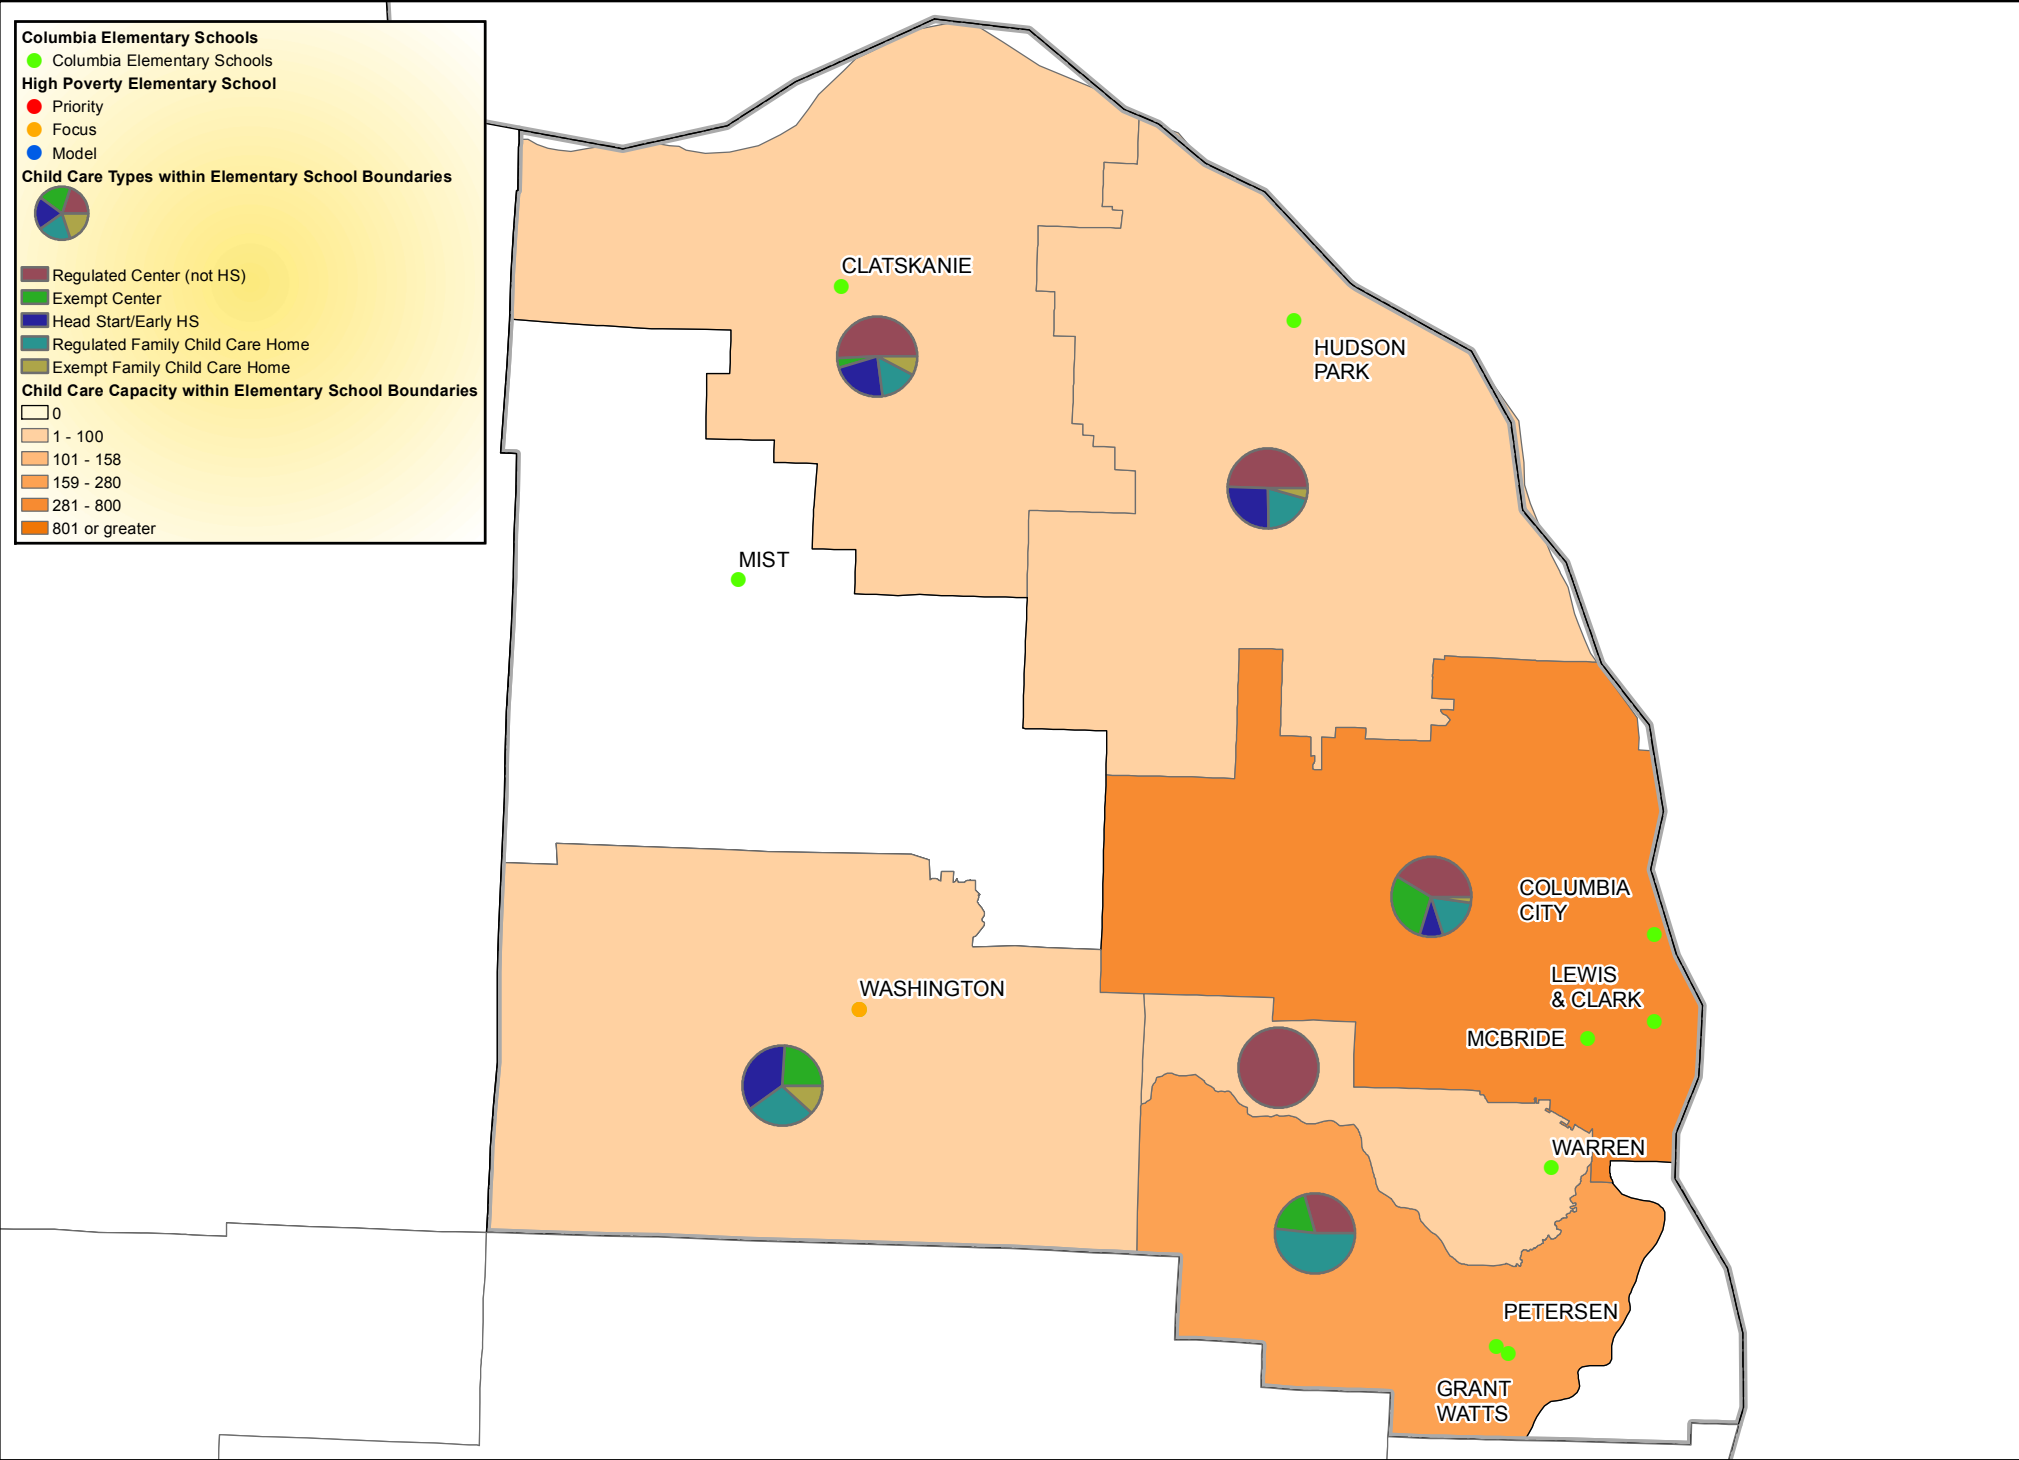 Columbia Elementary Schools
Columbia Elementary Schools
High Poverty Elementary School
Priority
Focus
Model
Child Care Types within Elementary School Boundaries
Regulated Center (not HS)
Exempt Center
Head Start/Early HS
Regulated Family Child Care Home
Exempt Family Child Care Home
Child Care Capacity within Elementary School Boundaries
0
1 - 100
101 - 158
159 - 280
281 - 800
801 or greater
CLATSKANIE
HUDSON
PARK
MIST
COLUMBIA
CITY
LEWIS
& CLARK
WASHINGTON
MCBRIDE
WARREN
PETERSEN
GRANT
WATTS